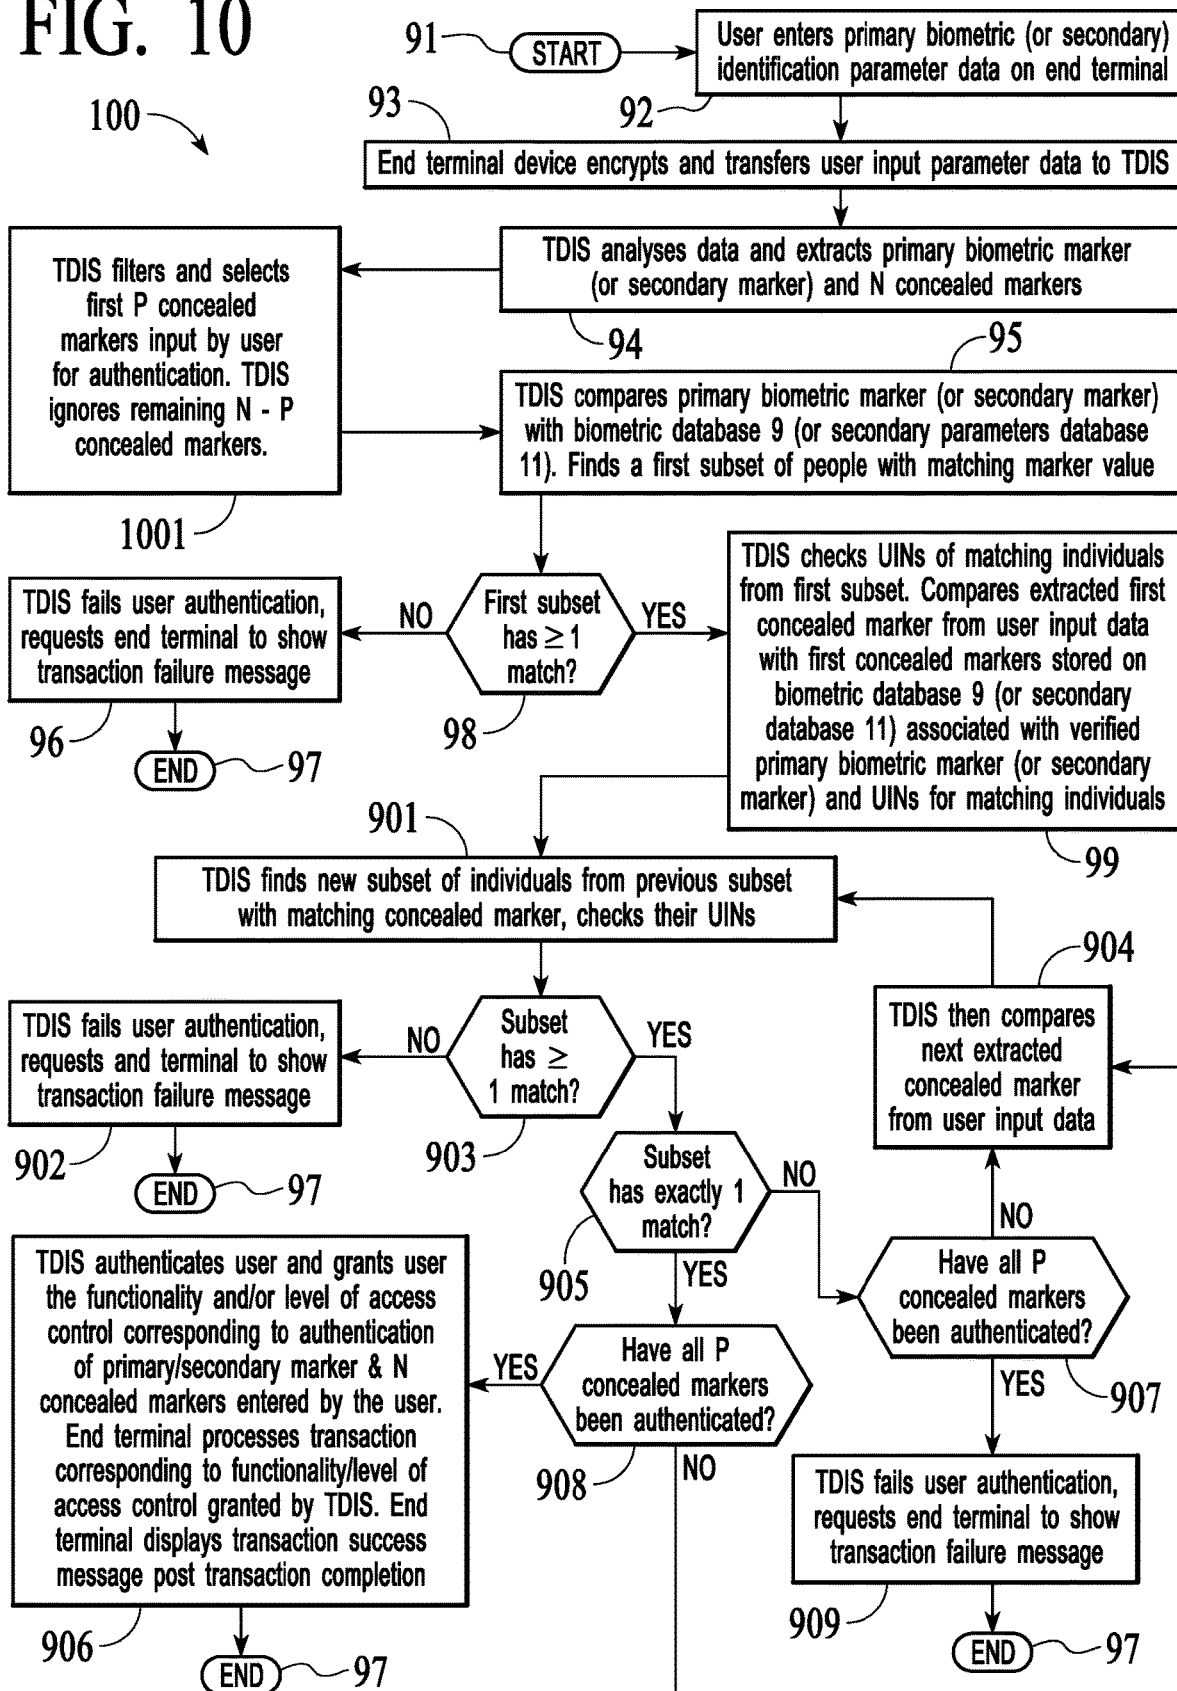 FIG. 10
100
91
START
User enters primary biometric (or secondary)
identification parameter data on end terminal
92
93
End terminal device encrypts and transfers user input parameter data to TDIS
TDIS analyses data and extracts primary biometric marker
(or secondary marker) and N concealed markers
94
TDIS filters and selects
first P concealed
markers input by user
for authentication. TDIS
ignores remaining N - P
concealed markers.
1001
95
TDIS compares primary biometric marker (or secondary marker)
with biometric database 9 (or secondary parameters database
11). Finds a first subset of people with matching marker value
First subset
has ≥ 1
match?
98
NO
YES
TDIS fails user authentication,
requests end terminal to show
transaction failure message
96
END
97
TDIS checks UINs of matching individuals
from first subset. Compares extracted first
concealed marker from user input data
with first concealed markers stored on
biometric database 9 (or secondary
database 11) associated with verified
primary biometric marker (or secondary
marker) and UINs for matching individuals
99
901
TDIS finds new subset of individuals from previous subset
with matching concealed marker, checks their UINs
Subset
has ≥
1 match?
903
NO
YES
TDIS fails user authentication,
requests and terminal to show
transaction failure message
902
END
97
904
TDIS then compares
next extracted
concealed marker
from user input data
Subset
has exactly 1
match?
905
NO
YES
NO
Have all P
concealed markers
been authenticated?
907
YES
Have all P
concealed markers
been authenticated?
908
YES
NO
TDIS authenticates user and grants user
the functionality and/or level of access
control corresponding to authentication
of primary/secondary marker & N
concealed markers entered by the user.
End terminal processes transaction
corresponding to functionality/level of
access control granted by TDIS. End
terminal displays transaction success
message post transaction completion
906
END
97
TDIS fails user authentication,
requests end terminal to show
transaction failure message
909
END
97